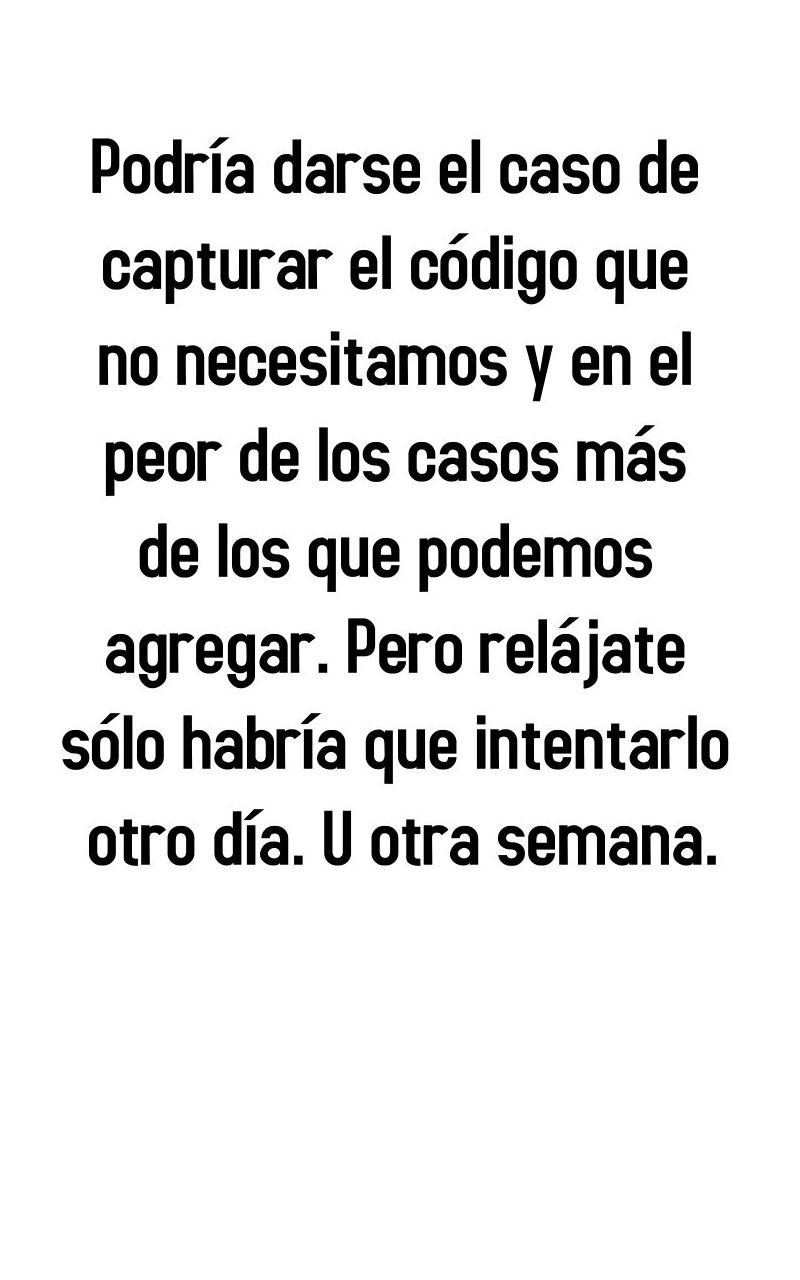 Podría darse el caso de
capturar el código que
no necesitamos y en el
peor de los casos más
de los que podemos
agregar. Pero relájate
sólo habría que intentarlo
otro día. U otra semana.